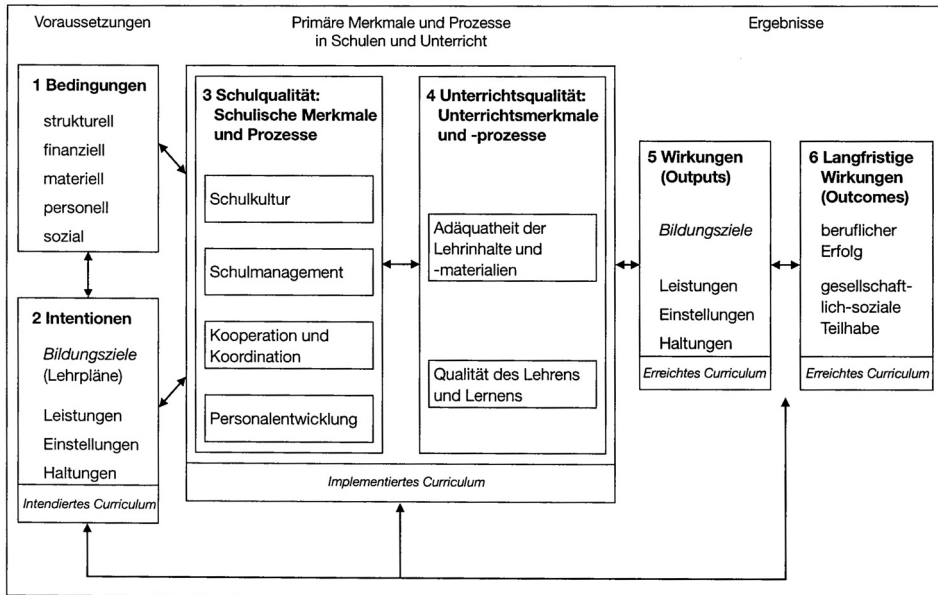 Voraussetzungen
Primäre Merkmale und Prozesse
in Schulen und Unterricht
Ergebnisse
1 Bedingungen
strukturell
finanziell
materiell
personell
sozial
2 Intentionen
Bildungsziele
(Lehrpläne)
Leistungen
Einstellungen
Haltungen
Intendiertes Curriculum
3 Schulqualität:
Schulische Merkmale
und Prozesse
Schulkultur
Schulmanagement
Kooperation und
Koordination
Personalentwicklung
4 Unterrichtsqualität:
Unterrichtsmerkmale
und -prozesse
Adäquatheit der
Lehrinhalte und
-materialien
Qualität des Lehrens
und Lernens
Implementiertes Curriculum
5 Wirkungen
(Outputs)
Bildungsziele
Leistungen
Einstellungen
Haltungen
Erreichtes Curriculum
6 Langfristige
Wirkungen
(Outcomes)
beruflicher
Erfolg
gesellschaft-
lich-soziale
Teilhabe
Erreichtes Curriculum